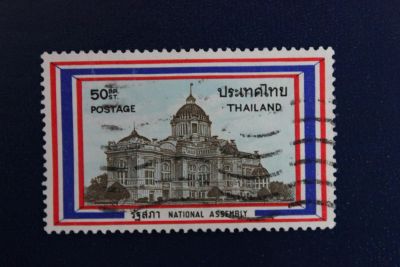 50 สต. ST. ประเทศไทย
POSTAGE THAILAND
รัฐสภา NATIONAL ASSEMBLY